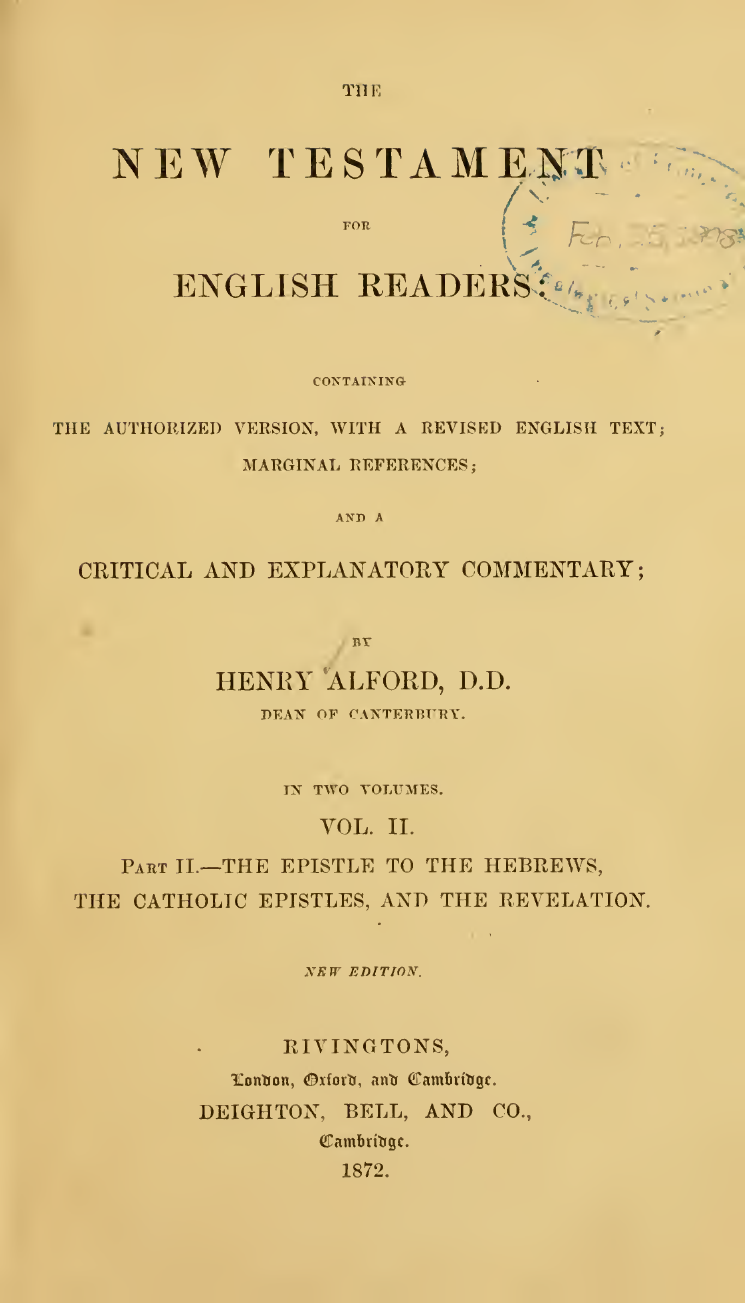 THE
NEW TESTAMENT
FOR
ENGLISH READERS:
CONTAINING
THE AUTHORIZED VERSION, WITH A REVISED ENGLISH TEXT;
MARGINAL REFERENCES;
AND A
CRITICAL AND EXPLANATORY COMMENTARY;
BY
HENRY ALFORD, D.D.
DEAN OF CANTERBURY.
IN TWO VOLUMES.
VOL. II.
PART II.—THE EPISTLE TO THE HEBREWS,
THE CATHOLIC EPISTLES, AND THE REVELATION.
NEW EDITION.
RIVINGTONS,
London, Oxford, and Cambridge.
DEIGHTON, BELL, AND CO.,
Cambridge.
1872.